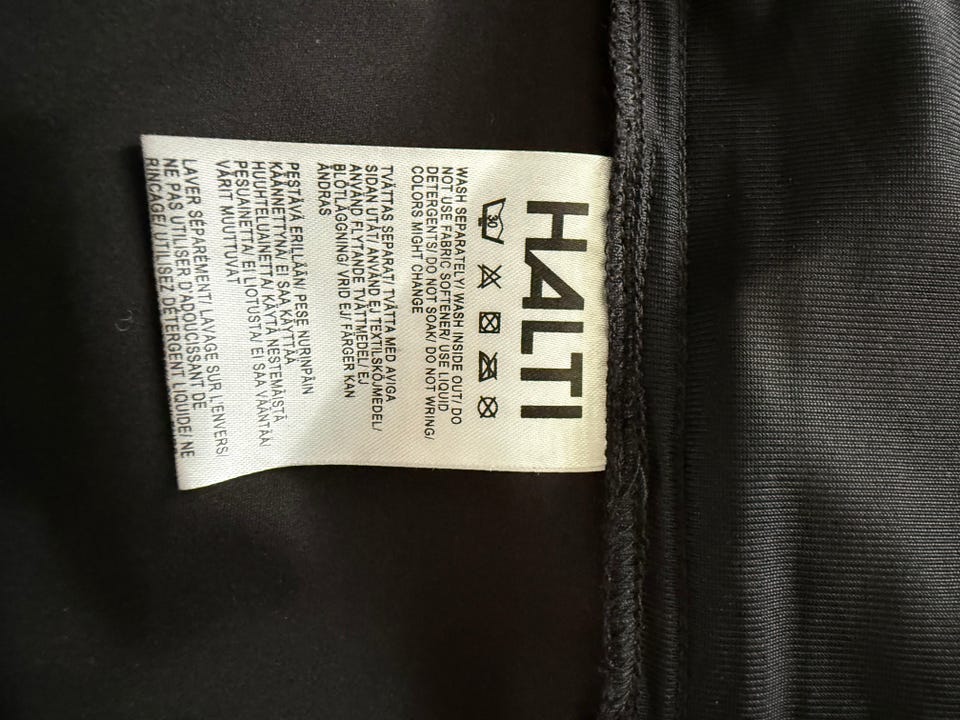 HALTI
30
WASH SEPARATELY/ WASH INSIDE OUT/ DO
NOT USE FABRIC SOFTENER/ USE LIQUID
DETERGENTS/ DO NOT SOAK/ DO NOT WRING/
COLORS MIGHT CHANGE
TVÄTTAS SEPARAT/ TVÄTTA MED AVIGA
SIDAN UTÅT/ ANVÄND EJ TEXTILSKÖJMEDEL/
ANVÄND FLYTANDE TVÄTTMEDEL/ EJ
BLÖTLÄGGNING/ VRID EJ/ FÄRGER KAN
ÄNDRAS
PESTÄVÄ ERILLÄÄN/ PESE NURINPÄIN
KÄÄNNETTYNÄ/ EI SAA KÄYTTÄÄ
HUUHTELUAINETTA/ KÄYTÄ NESTEMÄISTÄ
PESUAINETTA/ EI LIOTUSTA/ EI SAA VÄÄNTÄÄ/
VÄRIT MUUTTUVAT
LAVER SÉPARÉMENT/ LAVAGE SUR L'ENVERS/
NE PAS UTILISER D'ADOUCISSANT DE
RINCAGE/ UTILISEZ DÉTERGENT LIQUIDE/ NE